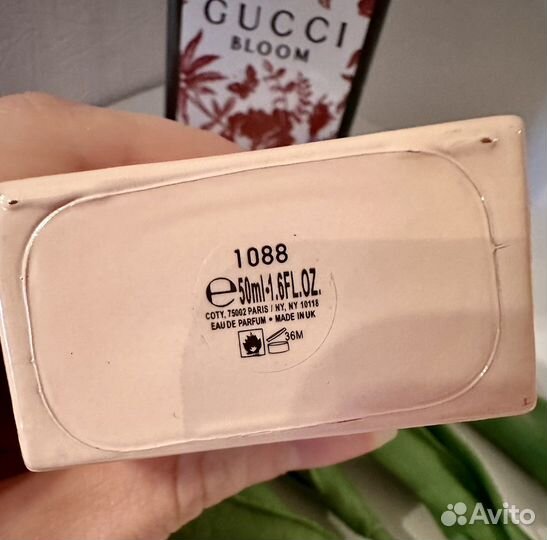 GUCCI
BLOOM
1088
e 50ml·1.6FL.OZ.
COTY, 75002 PARIS / NY, NY 10118
EAU DE PARFUM • MADE IN UK
36M
Avito